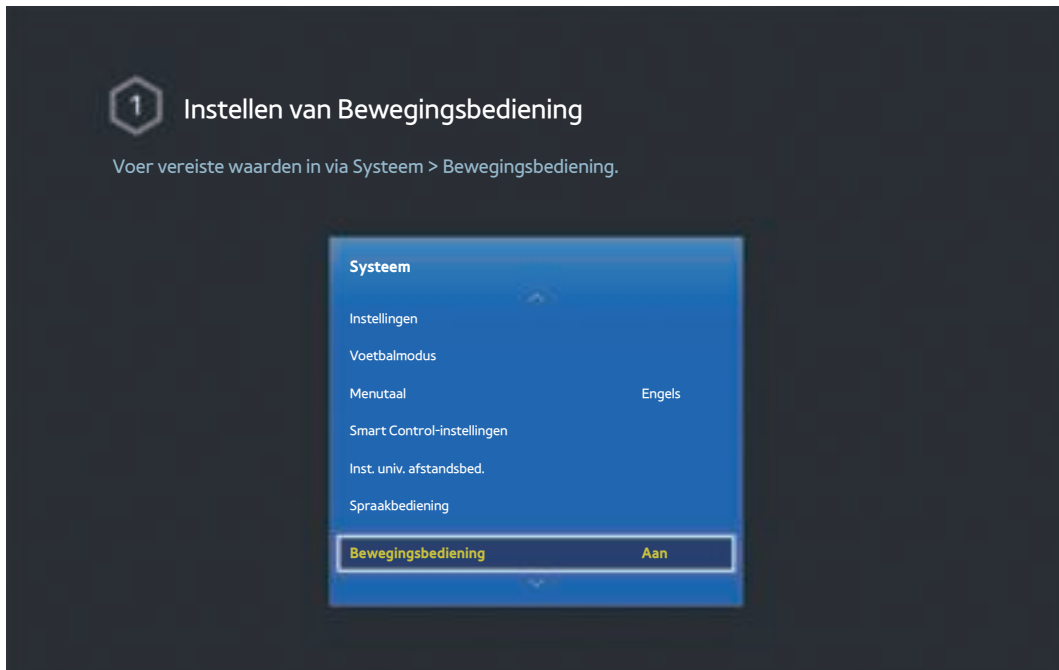 1
Instellen van Bewegingsbediening
Voer vereiste waarden in via Systeem > Bewegingsbediening.
Systeem
Instellingen
Voetbalmodus
Menutaal Engels
Smart Control-instellingen
Inst. univ. afstandsbed.
Spraakbediening
Bewegingsbediening Aan